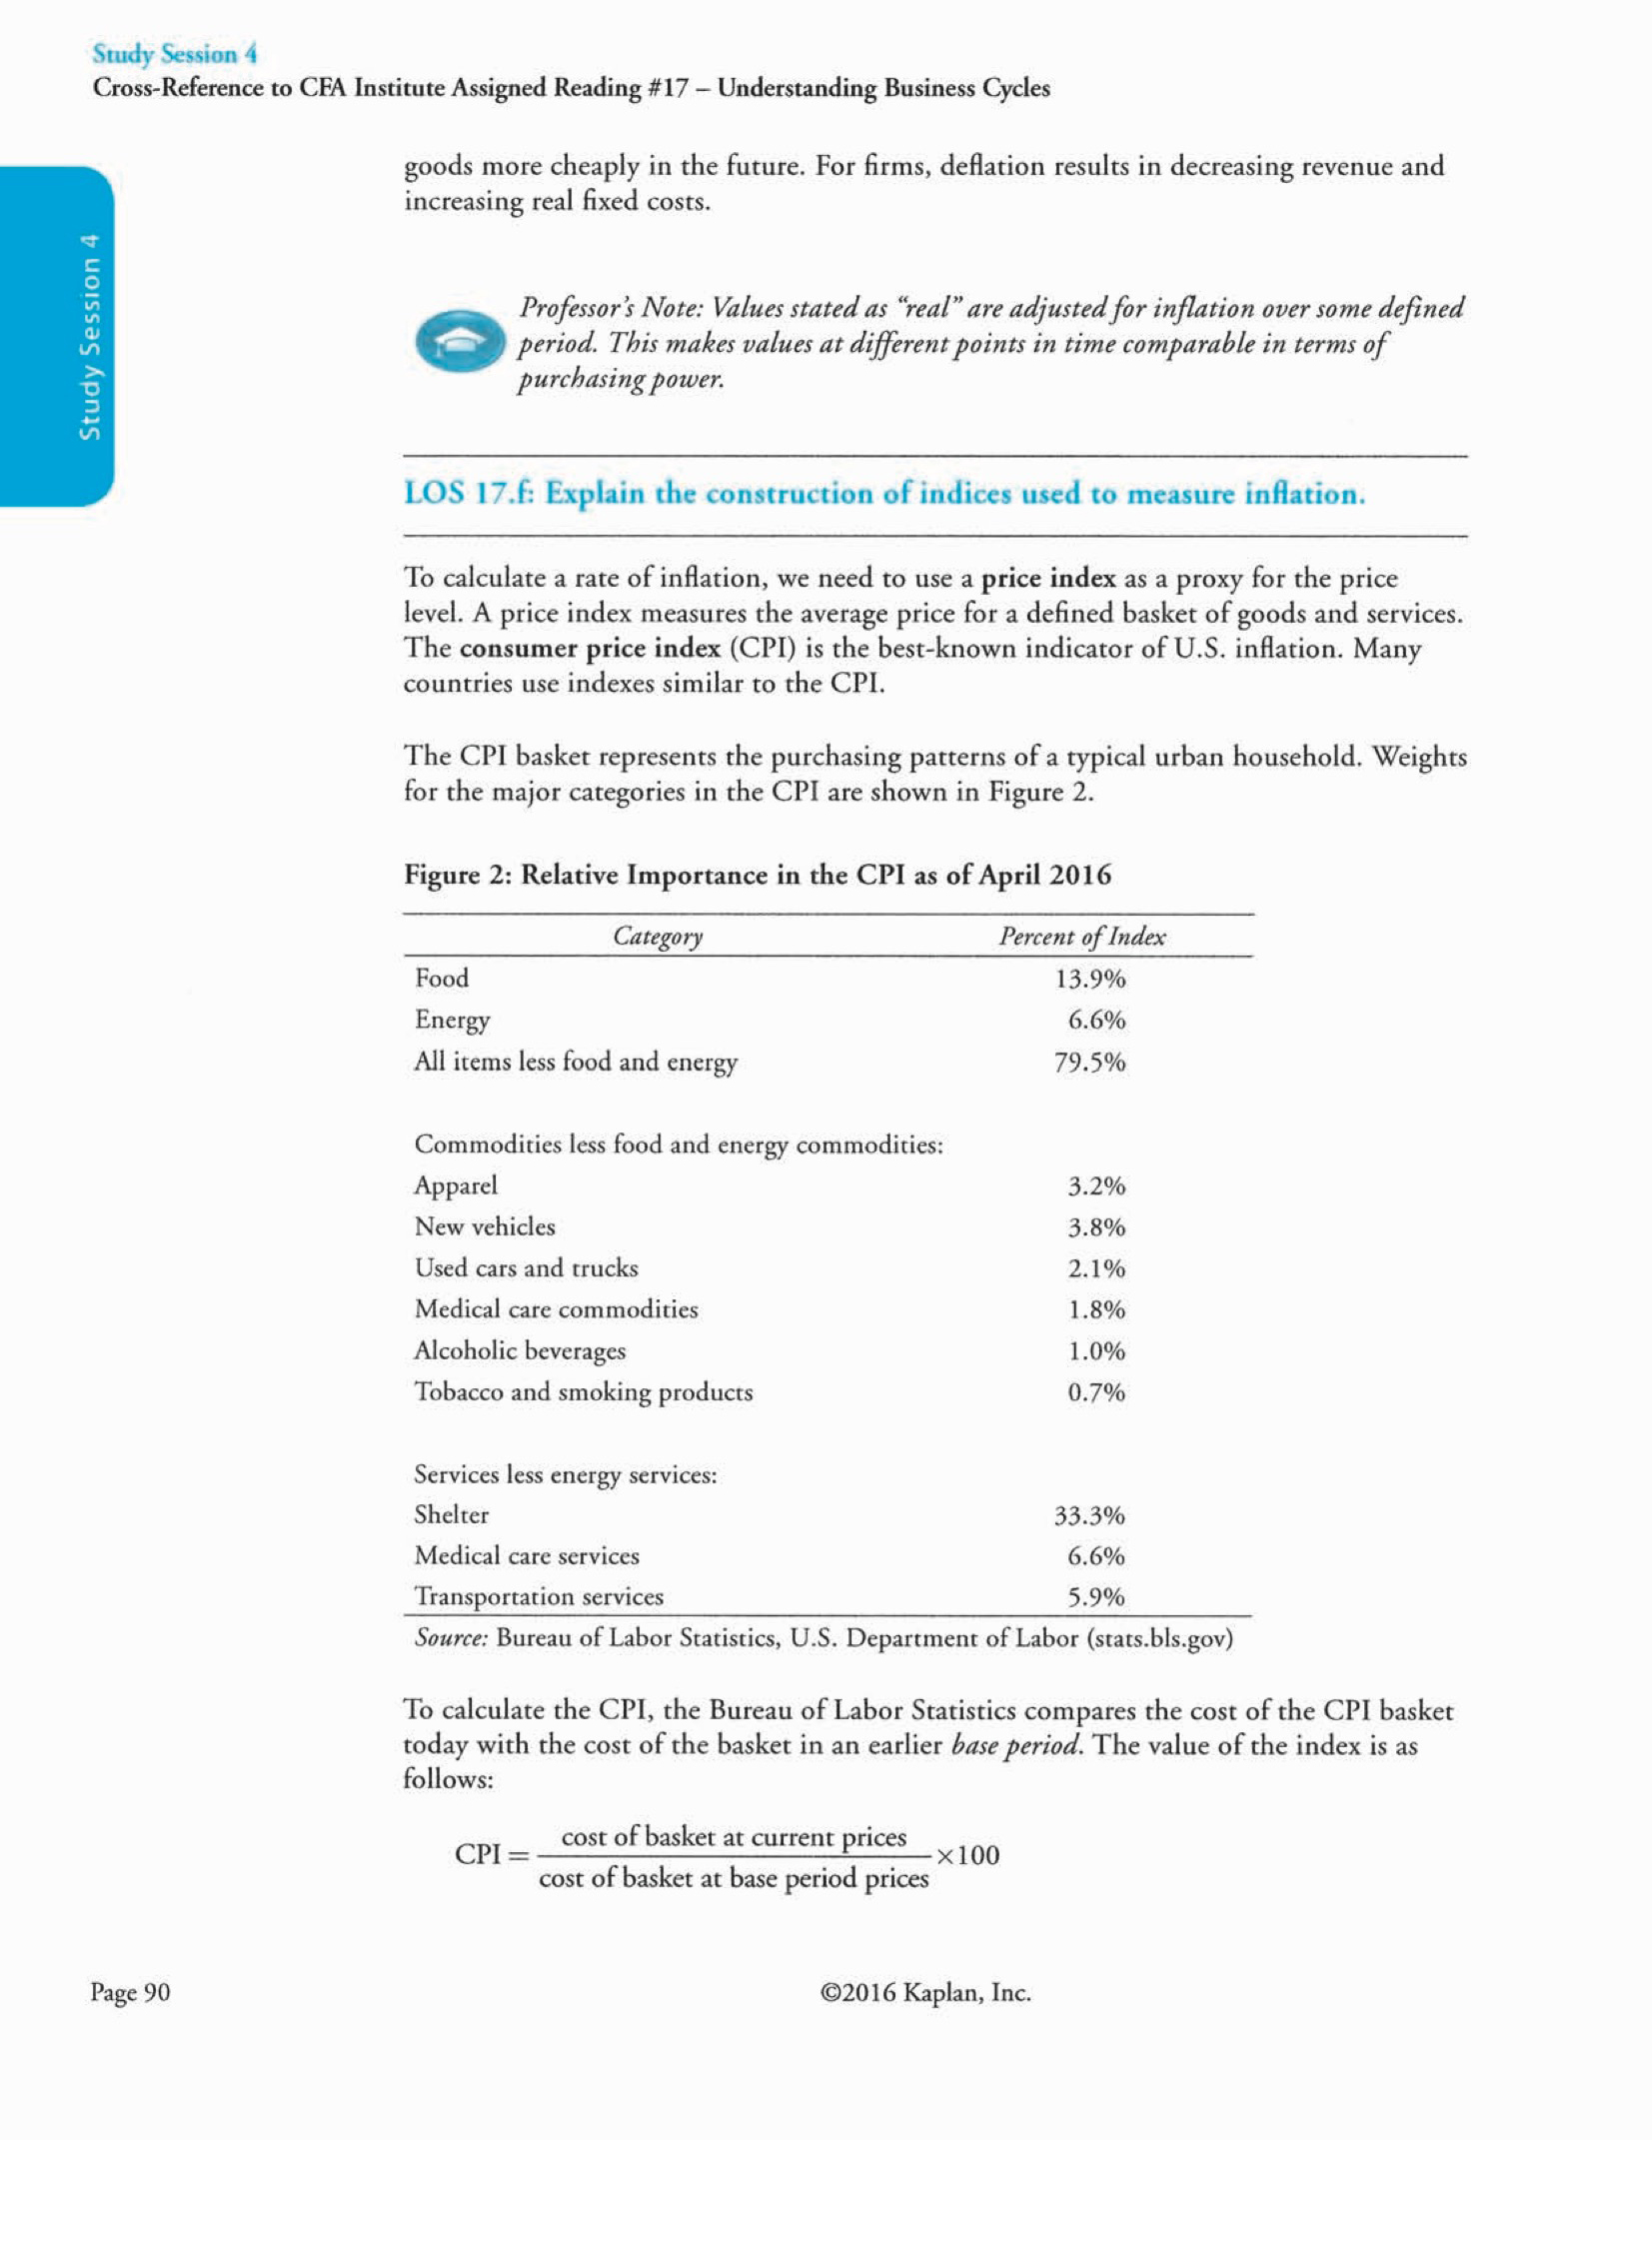 Study Session 4
Cross-Reference to CFA Institute Assigned Reading #17 – Understanding Business Cycles
Study Session 4
goods more cheaply in the future. For firms, deflation results in decreasing revenue and
increasing real fixed costs.
Professor's Note: Values stated as “real” are adjusted for inflation over some defined
period. This makes values at different points in time comparable in terms of
purchasing power.
LOS 17.f: Explain the construction of indices used to measure inflation.
To calculate a rate of inflation, we need to use a price index as a proxy for the price
level. A price index measures the average price for a defined basket of goods and services.
The consumer price index (CPI) is the best-known indicator of U.S. inflation. Many
countries use indexes similar to the CPI.
The CPI basket represents the purchasing patterns of a typical urban household. Weights
for the major categories in the CPI are shown in Figure 2.
Figure 2: Relative Importance in the CPI as of April 2016
Category Percent of Index
Food 13.9%
Energy 6.6%
All items less food and energy 79.5%
Commodities less food and energy commodities:
Apparel 3.2%
New vehicles 3.8%
Used cars and trucks 2.1%
Medical care commodities 1.8%
Alcoholic beverages 1.0%
Tobacco and smoking products 0.7%
Services less energy services:
Shelter 33.3%
Medical care services 6.6%
Transportation services 5.9%
Source: Bureau of Labor Statistics, U.S. Department of Labor (stats.bls.gov)
To calculate the CPI, the Bureau of Labor Statistics compares the cost of the CPI basket
today with the cost of the basket in an earlier base period. The value of the index is as
follows:
cost of basket at current prices
CPI = ×100
cost of basket at base period prices
Page 90 ©2016 Kaplan, Inc.